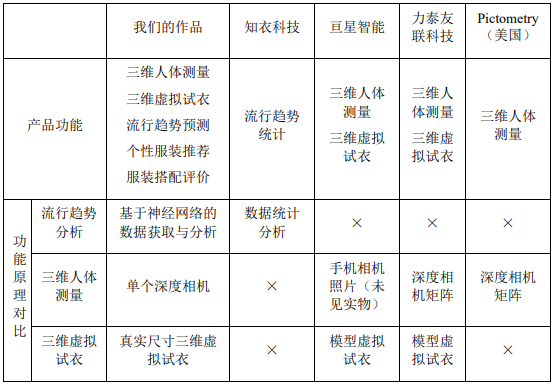 我们的作品 知衣科技 亘星智能 力泰友联科技 Pictometry（美国）
产品功能
三维人体测量
三维虚拟试衣
流行趋势预测
个性服装推荐
服装搭配评价
流行趋势
统计
三维人体
测量
三维虚拟
试衣
三维人
体测量
三维虚
拟试衣
三维人体
测量
功能原理对比
流行趋势
分析
基于神经网络的
数据获取与分析
数据统计
分析
×
×
×
三维人体
测量
单个深度相机
×
手机相机
照片（未
见实物）
深度相
机矩阵
深度相机
矩阵
三维虚拟
试衣
真实尺寸三维虚
拟试衣
×
模型虚拟
试衣
模型虚
拟试衣
×